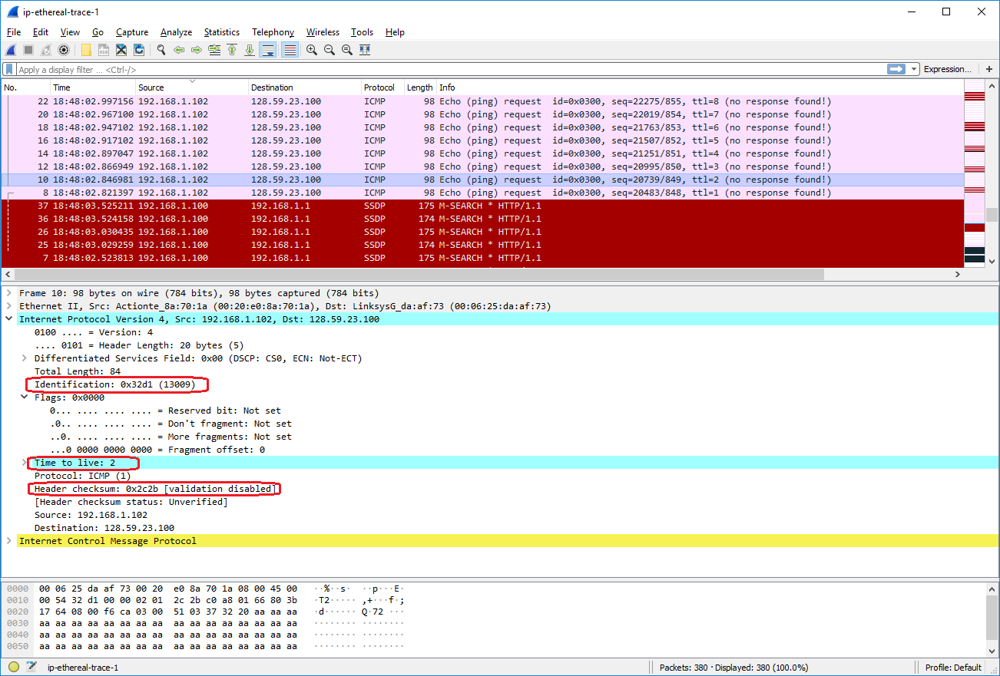 ip-ethereal-trace-1
File Edit View Go Capture Analyze Statistics Telephony Wireless Tools Help
Apply a display filter ... <Ctrl-/> Expression... +
No. Time Source Destination Protocol Length Info
22 18:48:02.997156 192.168.1.102 128.59.23.100 ICMP 98 Echo (ping) request id=0x0300, seq=22275/855, ttl=8 (no response found!)
20 18:48:02.967100 192.168.1.102 128.59.23.100 ICMP 98 Echo (ping) request id=0x0300, seq=22019/854, ttl=7 (no response found!)
18 18:48:02.947102 192.168.1.102 128.59.23.100 ICMP 98 Echo (ping) request id=0x0300, seq=21763/853, ttl=6 (no response found!)
16 18:48:02.917102 192.168.1.102 128.59.23.100 ICMP 98 Echo (ping) request id=0x0300, seq=21507/852, ttl=5 (no response found!)
14 18:48:02.897047 192.168.1.102 128.59.23.100 ICMP 98 Echo (ping) request id=0x0300, seq=21251/851, ttl=4 (no response found!)
12 18:48:02.866949 192.168.1.102 128.59.23.100 ICMP 98 Echo (ping) request id=0x0300, seq=20995/850, ttl=3 (no response found!)
10 18:48:02.846981 192.168.1.102 128.59.23.100 ICMP 98 Echo (ping) request id=0x0300, seq=20739/849, ttl=2 (no response found!)
8 18:48:02.821397 192.168.1.102 128.59.23.100 ICMP 98 Echo (ping) request id=0x0300, seq=20483/848, ttl=1 (no response found!)
37 18:48:03.525211 192.168.1.100 192.168.1.1 SSDP 175 M-SEARCH * HTTP/1.1
36 18:48:03.524158 192.168.1.100 192.168.1.1 SSDP 174 M-SEARCH * HTTP/1.1
26 18:48:03.030435 192.168.1.100 192.168.1.1 SSDP 175 M-SEARCH * HTTP/1.1
25 18:48:03.029259 192.168.1.100 192.168.1.1 SSDP 174 M-SEARCH * HTTP/1.1
7 18:48:02.523813 192.168.1.100 192.168.1.1 SSDP 175 M-SEARCH * HTTP/1.1
Frame 10: 98 bytes on wire (784 bits), 98 bytes captured (784 bits)
Ethernet II, Src: Actionte_8a:70:1a (00:20:e0:8a:70:1a), Dst: LinksysG_da:af:73 (00:06:25:da:af:73)
Internet Protocol Version 4, Src: 192.168.1.102, Dst: 128.59.23.100
0100 .... = Version: 4
.... 0101 = Header Length: 20 bytes (5)
Differentiated Services Field: 0x00 (DSCP: CS0, ECN: Not-ECT)
Total Length: 84
Identification: 0x32d1 (13009)
Flags: 0x0000
0... .... .... .... = Reserved bit: Not set
.0.. .... .... .... = Don't fragment: Not set
..0. .... .... .... = More fragments: Not set
...0 0000 0000 0000 = Fragment offset: 0
Time to live: 2
Protocol: ICMP (1)
Header checksum: 0x2c2b [validation disabled]
[Header checksum status: Unverified]
Source: 192.168.1.102
Destination: 128.59.23.100
Internet Control Message Protocol
0000 00 06 25 da af 73 00 20 e0 8a 70 1a 08 00 45 00 ··%··s· ··p···E·
0010 00 54 32 d1 00 00 02 01 2c 2b c0 a8 01 66 80 3b ·T2····· ,+···f·;
0020 17 64 08 00 f6 ca 03 00 51 03 37 32 20 aa aa aa ·d······ Q·72 ···
0030 aa aa aa aa aa aa aa aa aa aa aa aa aa aa aa aa ········ ········
0040 aa aa aa aa aa aa aa aa aa aa aa aa aa aa aa aa ········ ········
0050 aa aa aa aa aa aa aa aa aa aa aa aa aa aa aa aa ········ ········
ip-ethereal-trace-1 Packets: 380 · Displayed: 380 (100.0%) Profile: Default